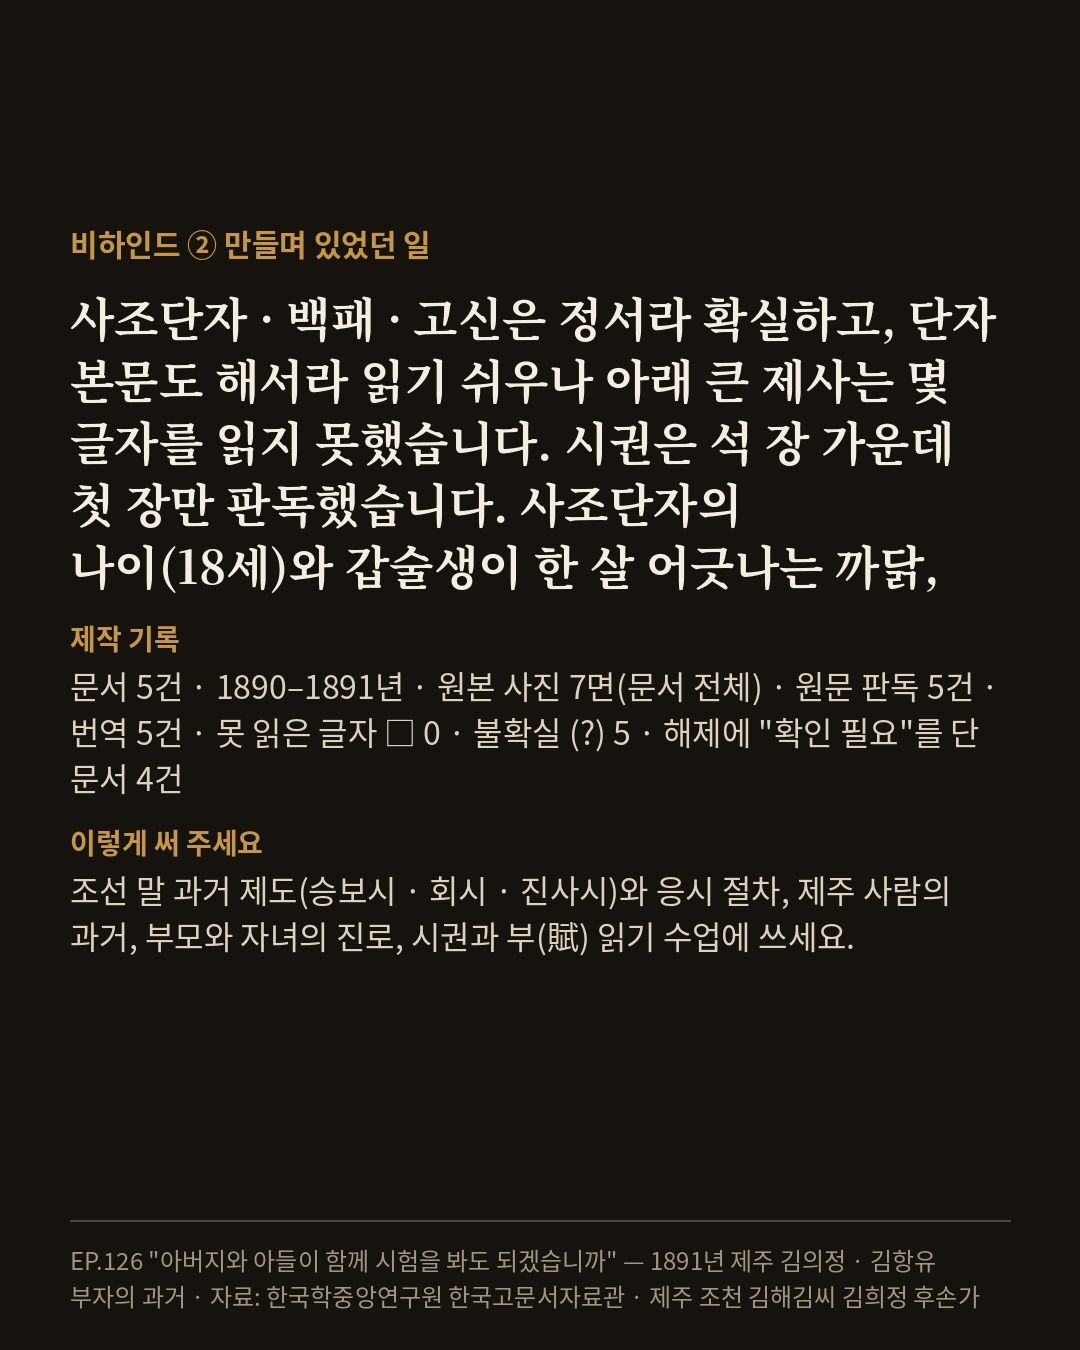 비하인드 ② 만들며 있었던 일
사조단자 · 백패 · 고신은 정서라 확실하고, 단자
본문도 해서라 읽기 쉬우나 아래 큰 제사는 몇
글자를 읽지 못했습니다. 시권은 석 장 가운데
첫 장만 판독했습니다. 사조단자의
나이(18세)와 갑술생이 한 살 어긋나는 까닭,
제작 기록
문서 5건 · 1890–1891년 · 원본 사진 7면(문서 전체) · 원문 판독 5건 ·
번역 5건 · 못 읽은 글자 □ 0 · 불확실 (?) 5 · 해제에 "확인 필요"를 단
문서 4건
이렇게 써 주세요
조선 말 과거 제도(승보시 · 회시 · 진사시)와 응시 절차, 제주 사람의
과거, 부모와 자녀의 진로, 시권과 부(賦) 읽기 수업에 쓰세요.
EP.126 "아버지와 아들이 함께 시험을 봐도 되겠습니까" — 1891년 제주 김의정 · 김항유
부자의 과거 · 자료: 한국학중앙연구원 한국고문서자료관 · 제주 조천 김해김씨 김희정 후손가